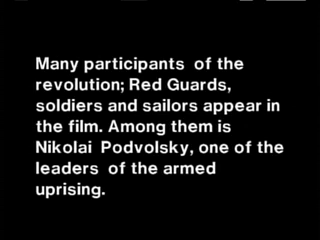 Many participants of the
revolution; Red Guards,
soldiers and sailors appear in
the film. Among them is
Nikolai Podvolsky, one of the
leaders of the armed
uprising.